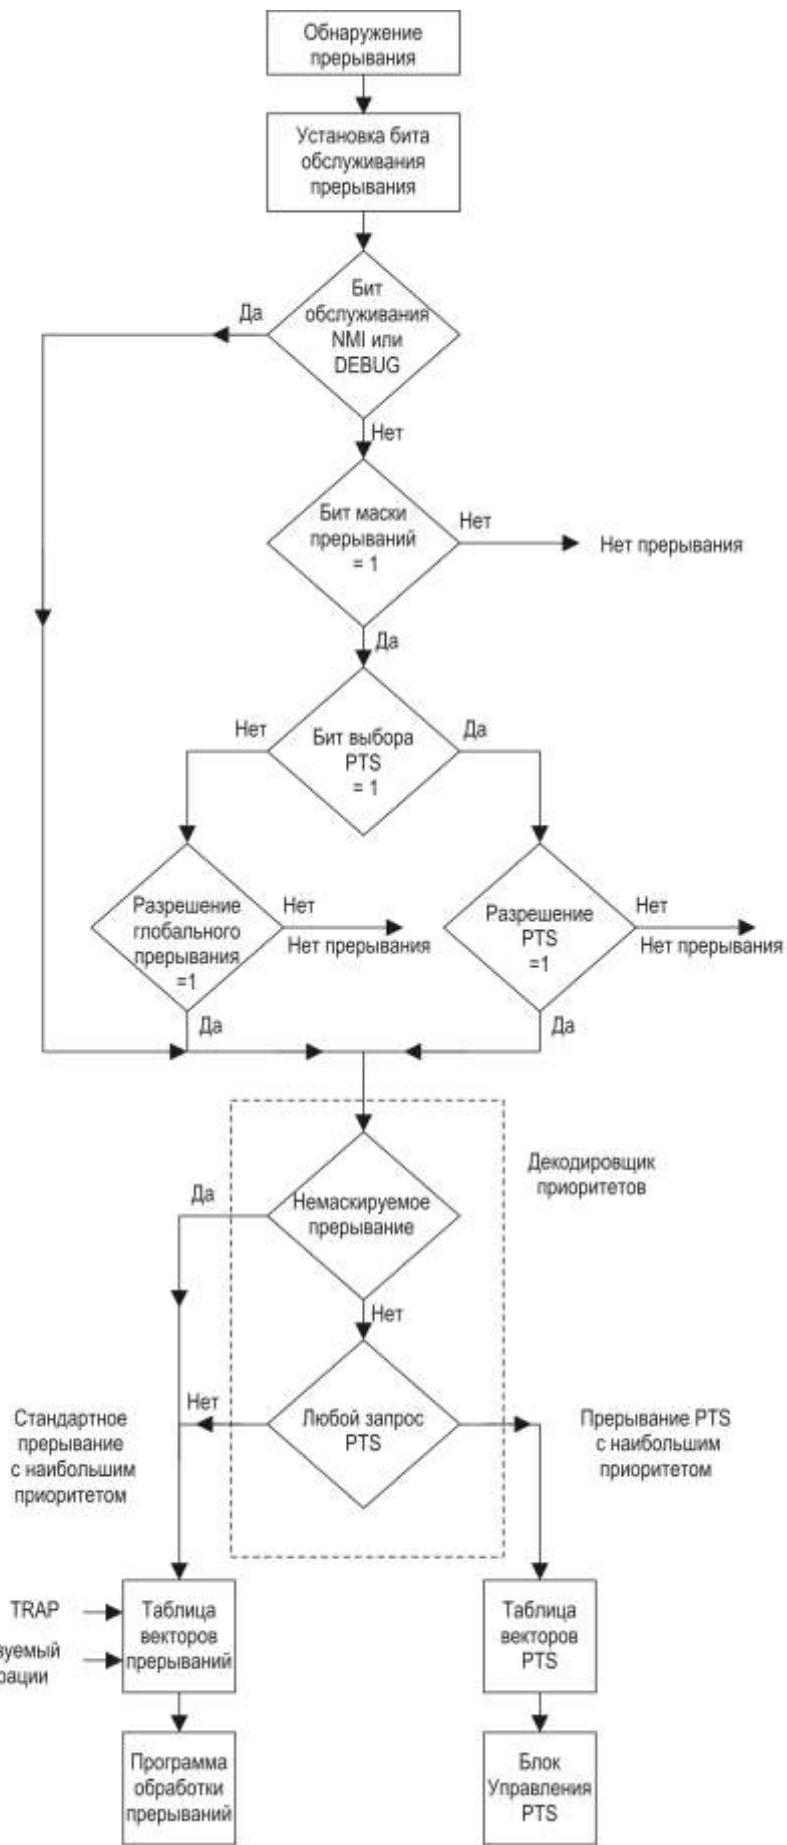 Обнаружение
прерывания
Установка бита
обслуживания
прерывания
Бит
обслуживания
NMI или
DEBUG
Да
Нет
Бит маски
прерываний
= 1
Нет
Нет прерывания
Да
Бит выбора
PTS
= 1
Нет
Да
Разрешение
глобального
прерывания
=1
Нет
Нет прерывания
Да
Разрешение
PTS
=1
Нет
Нет прерывания
Да
Декодировщик
приоритетов
Немаскируемое
прерывание
Да
Нет
Любой запрос
PTS
Нет
Стандартное
прерывание
с наибольшим
приоритетом
Прерывание PTS
с наибольшим
приоритетом
TRAP
Таблица
векторов
прерываний
Таблица
векторов
PTS
Программа
обработки
прерываний
Блок
Управления
PTS